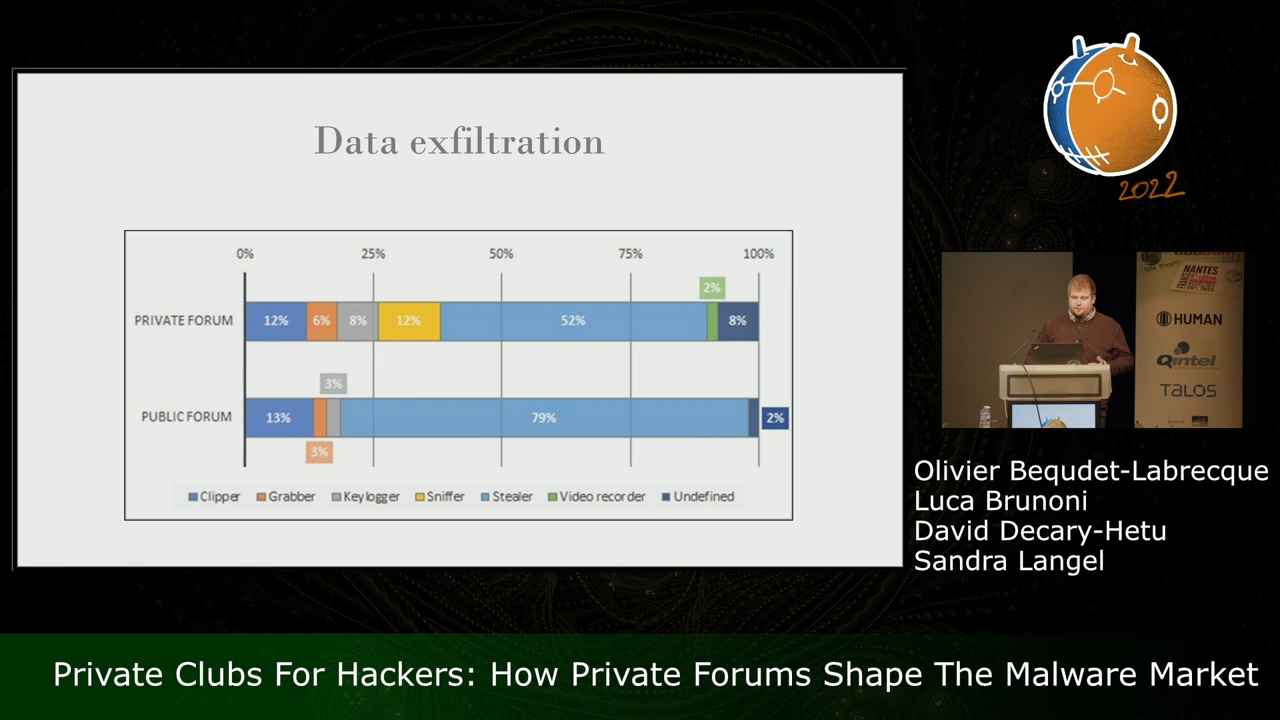 2022
Data exfiltration
0% 25% 50% 75% 100%
2%
PRIVATE FORUM 12% 6% 8% 12% 52% 8%
3%
PUBLIC FORUM 13% 79% 2%
3%
Clipper Grabber Keylogger Sniffer Stealer Video recorder Undefined
NANTES
HUMAN
Qintel
TALOS
Olivier Bequdet-Labrecque
Luca Brunoni
David Decary-Hetu
Sandra Langel
Private Clubs For Hackers: How Private Forums Shape The Malware Market